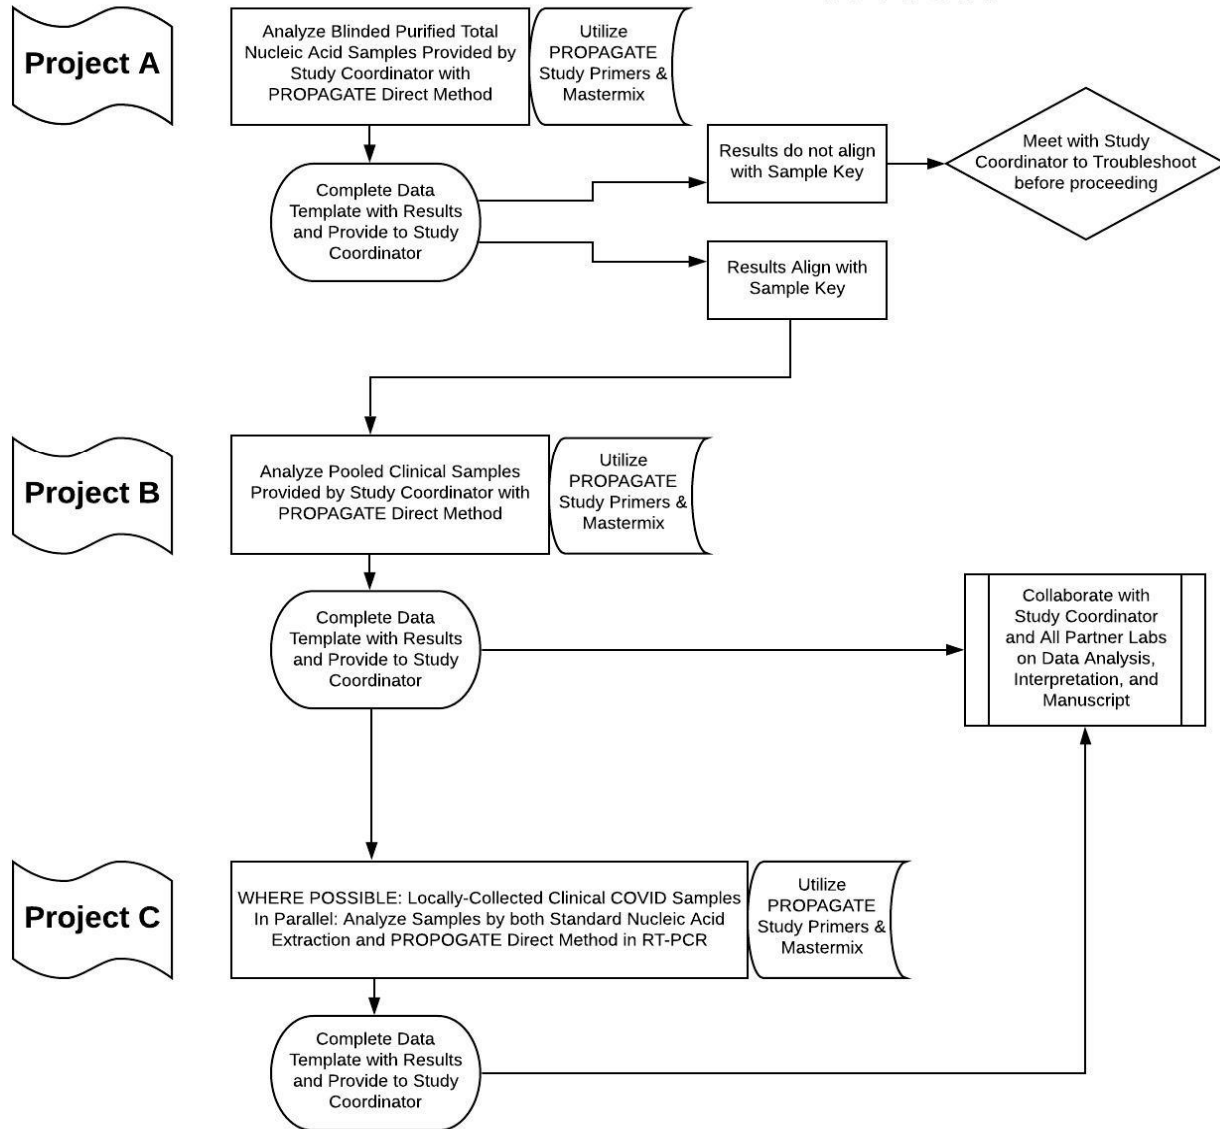 Project A
Analyze Blinded Purified Total
Nucleic Acid Samples Provided by
Study Coordinator with
PROPAGATE Direct Method
Utilize
PROPAGATE
Study Primers &
Mastermix
Complete Data
Template with Results
and Provide to Study
Coordinator
Results do not align
with Sample Key
Meet with Study
Coordinator to Troubleshoot
before proceeding
Results Align with
Sample Key
Project B
Analyze Pooled Clinical Samples
Provided by Study Coordinator with
PROPAGATE Direct Method
Utilize
PROPAGATE
Study Primers &
Mastermix
Complete Data
Template with Results
and Provide to Study
Coordinator
Collaborate with
Study Coordinator
and All Partner Labs
on Data Analysis,
Interpretation, and
Manuscript
Project C
WHERE POSSIBLE: Locally-Collected Clinical COVID Samples
In Parallel: Analyze Samples by both Standard Nucleic Acid
Extraction and PROPOGATE Direct Method in RT-PCR
Utilize
PROPAGATE
Study Primers &
Mastermix
Complete Data
Template with Results
and Provide to Study
Coordinator